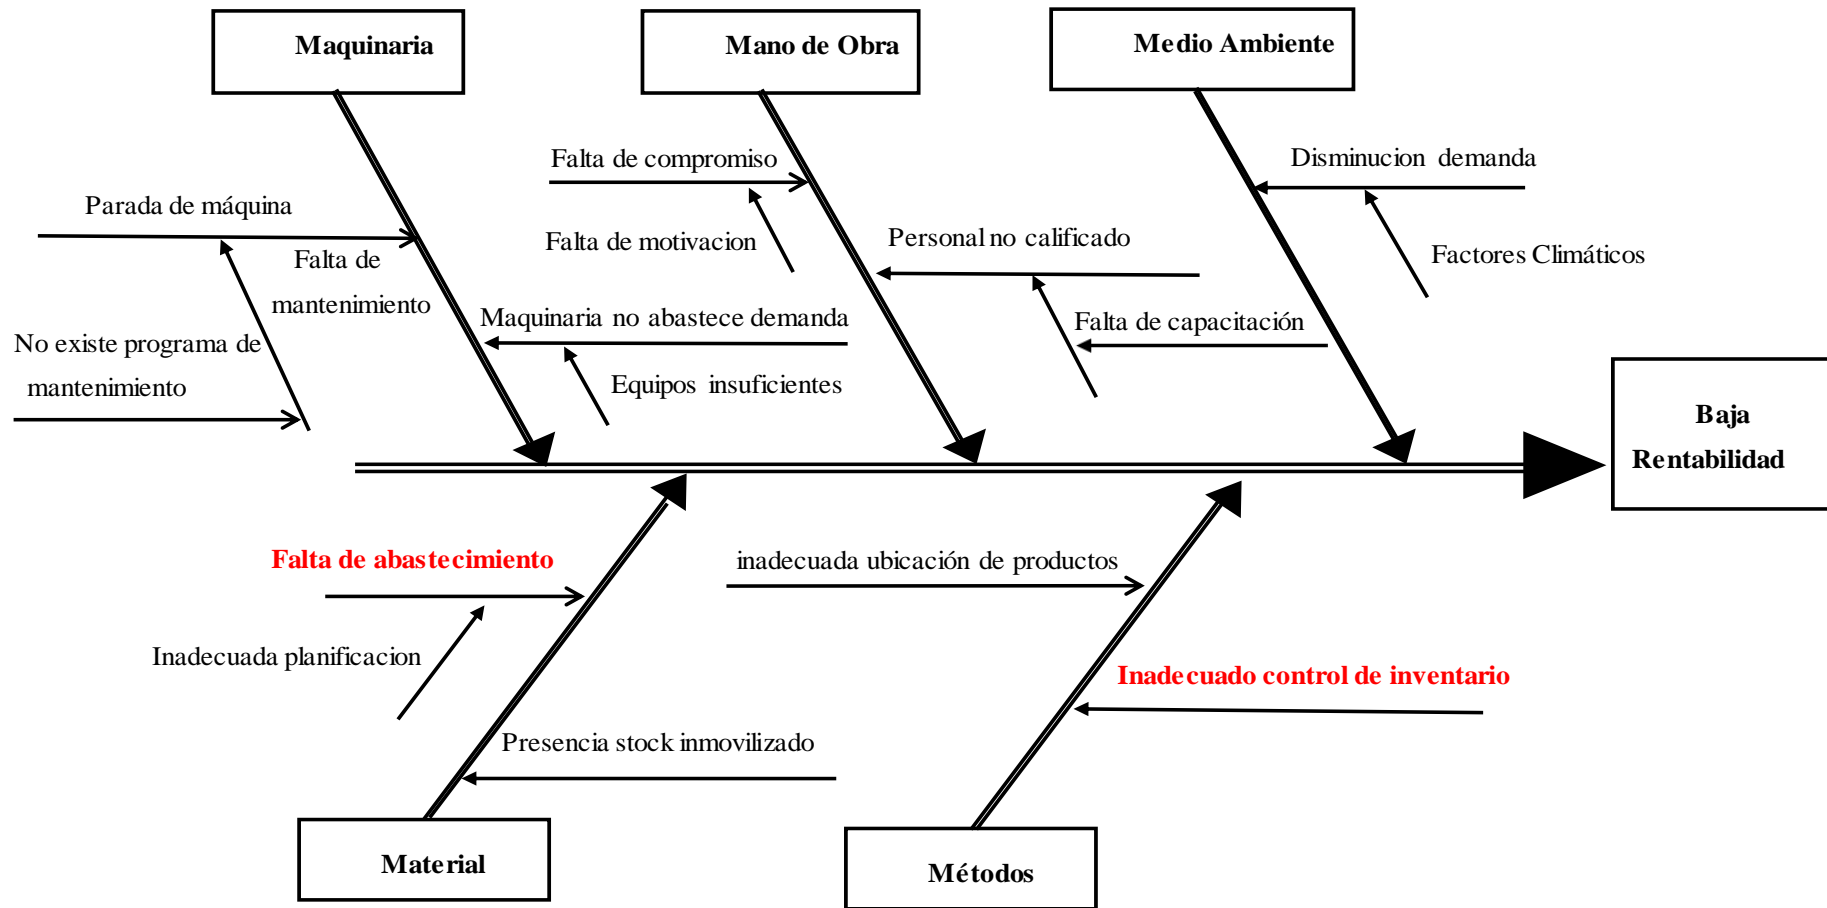 Maquinaria
Mano de Obra
Medio Ambiente
Falta de compromiso
Disminucion demanda
Parada de máquina
Falta de motivacion
Personal no calificado
Factores Climáticos
Falta de
mantenimiento
Maquinaria no abastece demanda
Falta de capacitación
No existe programa de
mantenimiento
Equipos insuficientes
Baja
Rentabilidad
Falta de abastecimiento
inadecuada ubicación de productos
Inadecuada planificacion
Inadecuado control de inventario
Presencia stock inmovilizado
Material
Métodos